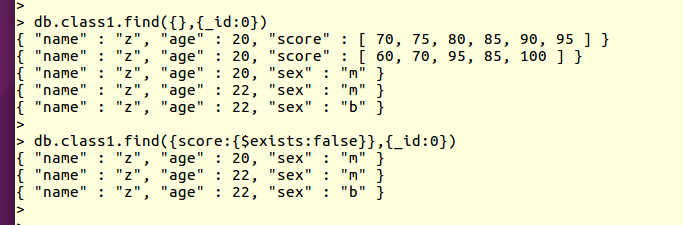 >
> db.class1.find({},{_id:0})
{ "name" : "z", "age" : 20, "score" : [ 70, 75, 80, 85, 90, 95 ] }
{ "name" : "z", "age" : 20, "score" : [ 60, 70, 95, 85, 100 ] }
{ "name" : "z", "age" : 20, "sex" : "m" }
{ "name" : "z", "age" : 22, "sex" : "m" }
{ "name" : "z", "age" : 22, "sex" : "b" }
>
> db.class1.find({score:{$exists:false}},{_id:0})
{ "name" : "z", "age" : 20, "sex" : "m" }
{ "name" : "z", "age" : 22, "sex" : "m" }
{ "name" : "z", "age" : 22, "sex" : "b" }
>
>